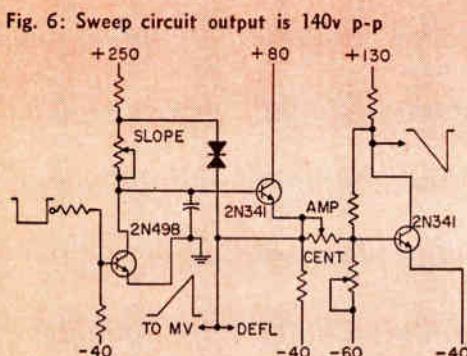 Fig. 6: Sweep circuit output is 140v p-p
+250
+80
+130
SLOPE
2N498
2N341
AMP
CENT
2N341
TO MV
DEFL
-40
-40
-60
-40